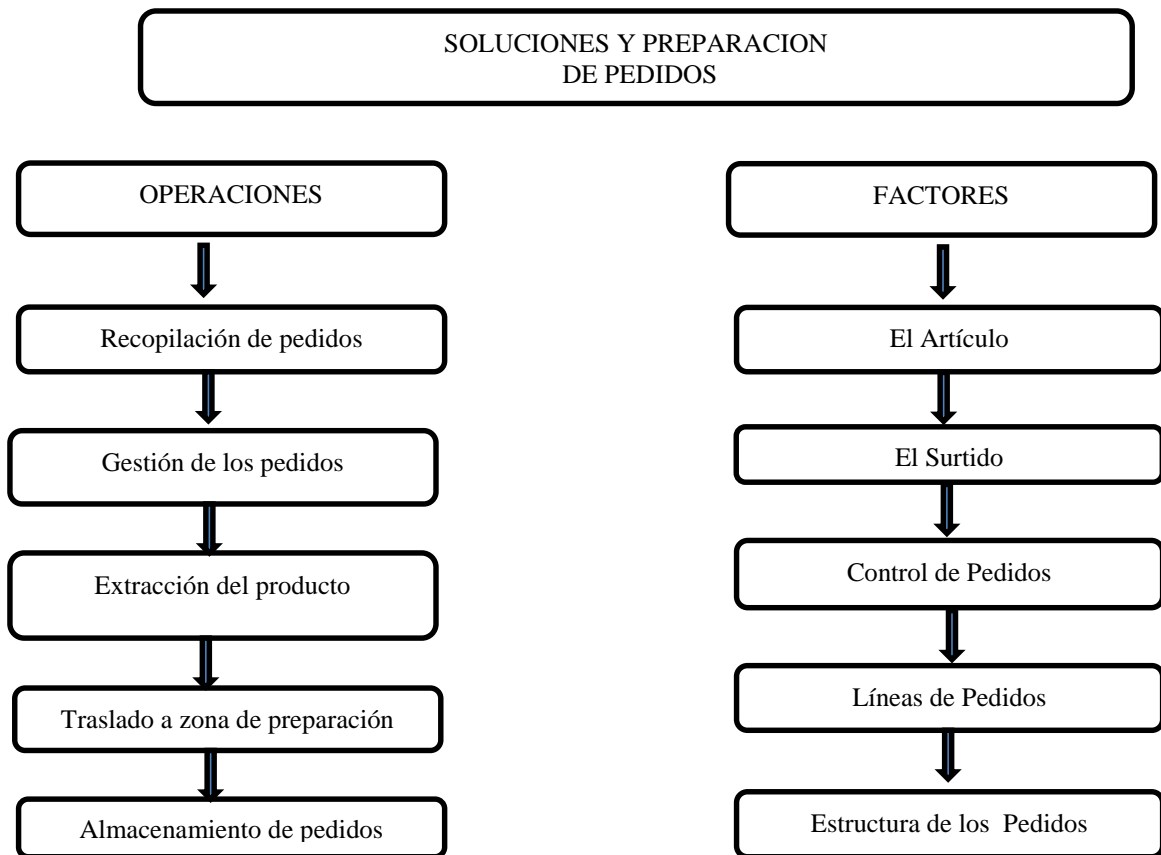 SOLUCIONES Y PREPARACION
DE PEDIDOS
OPERACIONES
Recopilación de pedidos
Gestión de los pedidos
Extracción del producto
Traslado a zona de preparación
Almacenamiento de pedidos
FACTORES
El Artículo
El Surtido
Control de Pedidos
Líneas de Pedidos
Estructura de los Pedidos